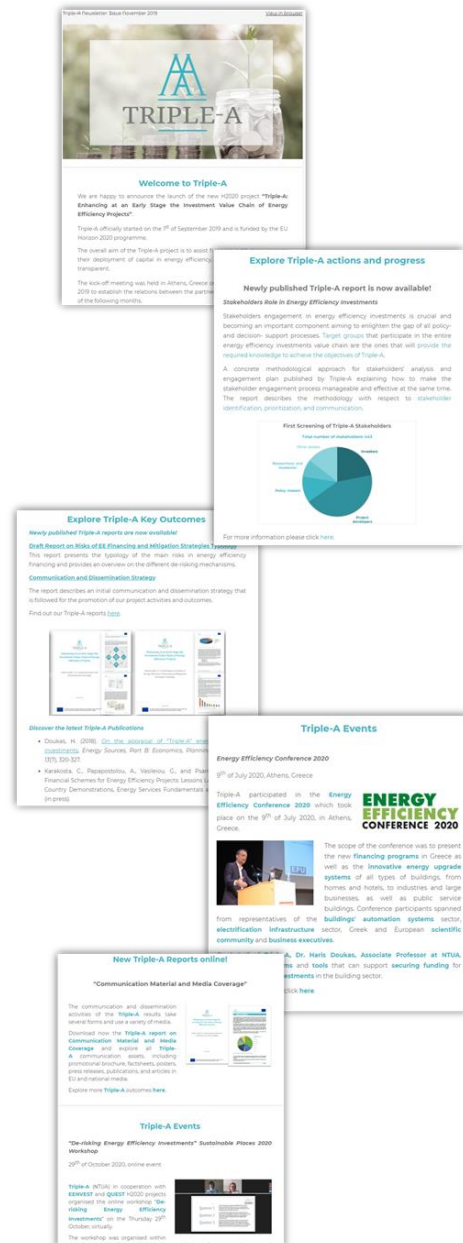 Triple-A Newsletter: Issue November 2019
View in browser
TRIPLE-A
Welcome to Triple-A
We are happy to announce the launch of the new H2020 project "Triple-A:
Enhancing at an Early Stage the Investment Value Chain of Energy
Efficiency Projects".
Triple-A officially started on the 1st of September 2019 and is funded by the EU
Horizon 2020 programme.
The overall aim of the Triple-A project is to assist
their deployment of capital in energy efficiency,
transparent.
The kick-off meeting was held in Athens, Greece
2019 to establish the relations between the partne
of the following months.
Explore Triple-A actions and progress
Newly published Triple-A report is now available!
Stakeholders Role in Energy Efficiency Investments
Stakeholders engagement in energy efficiency investments is crucial and
becoming an important component aiming to enlighten the gap of all policy-
and decision- support processes. Target groups that participate in the entire
energy efficiency investments value chain are the ones that will provide the
required knowledge to achieve the objectives of Triple-A.
A concrete methodological approach for stakeholders' analysis and
engagement plan published by Triple-A explaining how to make the
stakeholder engagement process manageable and effective at the same time.
The report describes the methodology with respect to stakeholder
identification, prioritization, and communication.
First Screening of Triple-A Stakeholders
Total number of stakeholders
Investors
Researchers and
academia
Policy makers
Project
developers
For more information please click here.
Explore Triple-A Key Outcomes
Newly published Triple-A reports are now available!
Draft Report on Risks of EE Financing and Mitigation Strategies Typology
This report presents the typology of the main risks in energy efficiency
financing and provides an overview on the different de-risking mechanisms.
Communication and Dissemination Strategy
The report describes an initial communication and dissemination strategy that
is followed for the promotion of our project activities and outcomes.
Find out our Triple-A reports here.
Discover the latest Triple-A Publications
Doukas, H. (2018). On the appraisal of "Triple-A" ener
investments. Energy Sources, Part B: Economics, Planning
13(7), 320-327.
Karakosta, C., Papapostolou, A., Vasileiou, G., and Psar
Financial Schemes for Energy Efficiency Projects: Lessons L
Country Demonstrations, Energy Services Fundamentals a
(in press).
Triple-A Events
Energy Efficiency Conference 2020
9th of July 2020, Athens, Greece
Triple-A participated in the Energy
Efficiency Conference 2020 which took
place on the 9th of July 2020, in Athens,
Greece.
ENERGY
EFFICIENCY
CONFERENCE 2020
EPU
The scope of the conference was to present
the new financing programs in Greece as
well as the innovative energy upgrade
systems of all types of buildings, from
homes and hotels, to industries and large
businesses, as well as public service
buildings. Conference participants spanned
from representatives of the buildings' automation systems sector,
electrification infrastructure sector, Greek and European scientific
community and business executives.
A, Dr. Haris Doukas, Associate Professor at NTUA,
ms and tools that can support securing funding for
estments in the building sector.
click here.
New Triple-A Reports online!
"Communication Material and Media Coverage"
The communication and dissemination
activities of the Triple-A results take
several forms and use a variety of media.
Download now the Triple-A report on
Communication Material and Media
Coverage and explore all Triple-
A communication assets, including
promotional brochure, factsheets, posters,
press releases, publications, and articles in
EU and national media.
Explore more Triple-A outcomes here.
Triple-A Events
"De-risking Energy Efficiency Investments" Sustainable Places 2020
Workshop
29th of October 2020, online event
Triple-A (NTUA) in cooperation with
EENVEST and QUEST H2020 projects
organised the online workshop "De-
risking Energy Efficiency
Investments" on the Thursday 29th
October, virtually.
The workshop was organised within